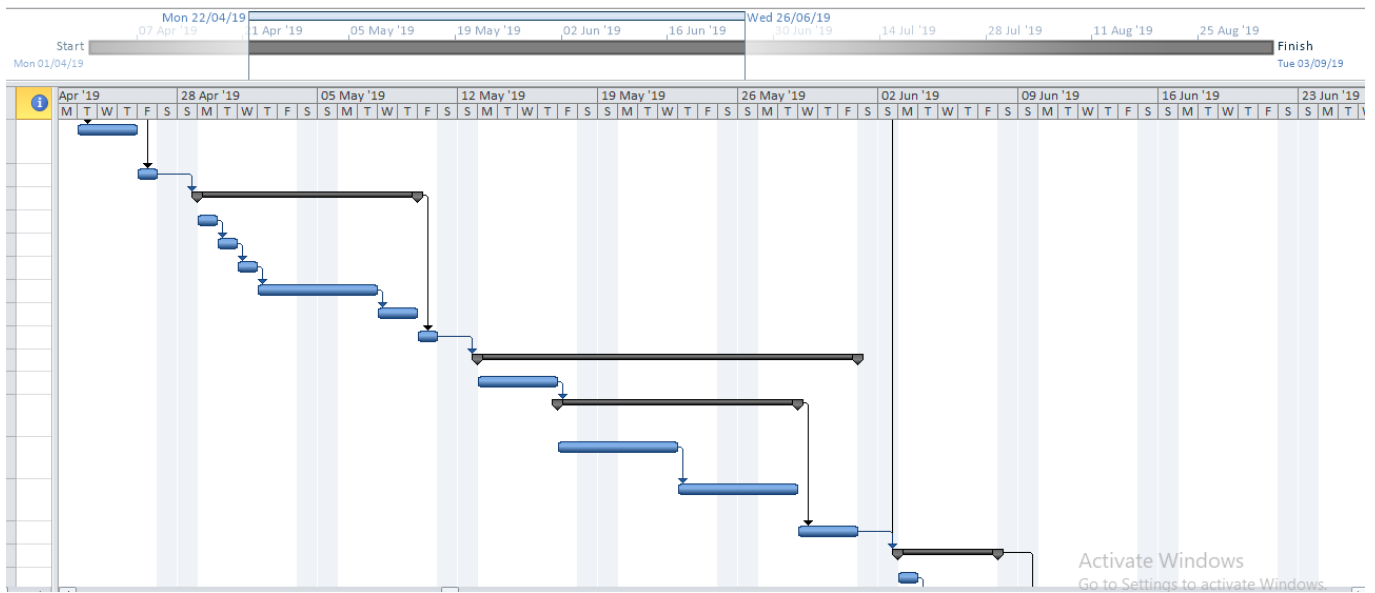 Mon 22/04/19 Wed 26/06/19
07 Apr '19 21 Apr '19 05 May '19 19 May '19 02 Jun '19 16 Jun '19 30 Jun '19 14 Jul '19 28 Jul '19 11 Aug '19 25 Aug '19
Start Finish
Mon 01/04/19 Tue 03/09/19
Apr '19 28 Apr '19 05 May '19 12 May '19 19 May '19 26 May '19 02 Jun '19 09 Jun '19 16 Jun '19 23 Jun '19
M T W T F S S M T W T F S S M T W T F S S M T W T F S S M T W T F S S M T W T F S S M T W T F S S M T W T F S S M T W T F S S M T
Activate Windows
Go to Settings to activate Windows.